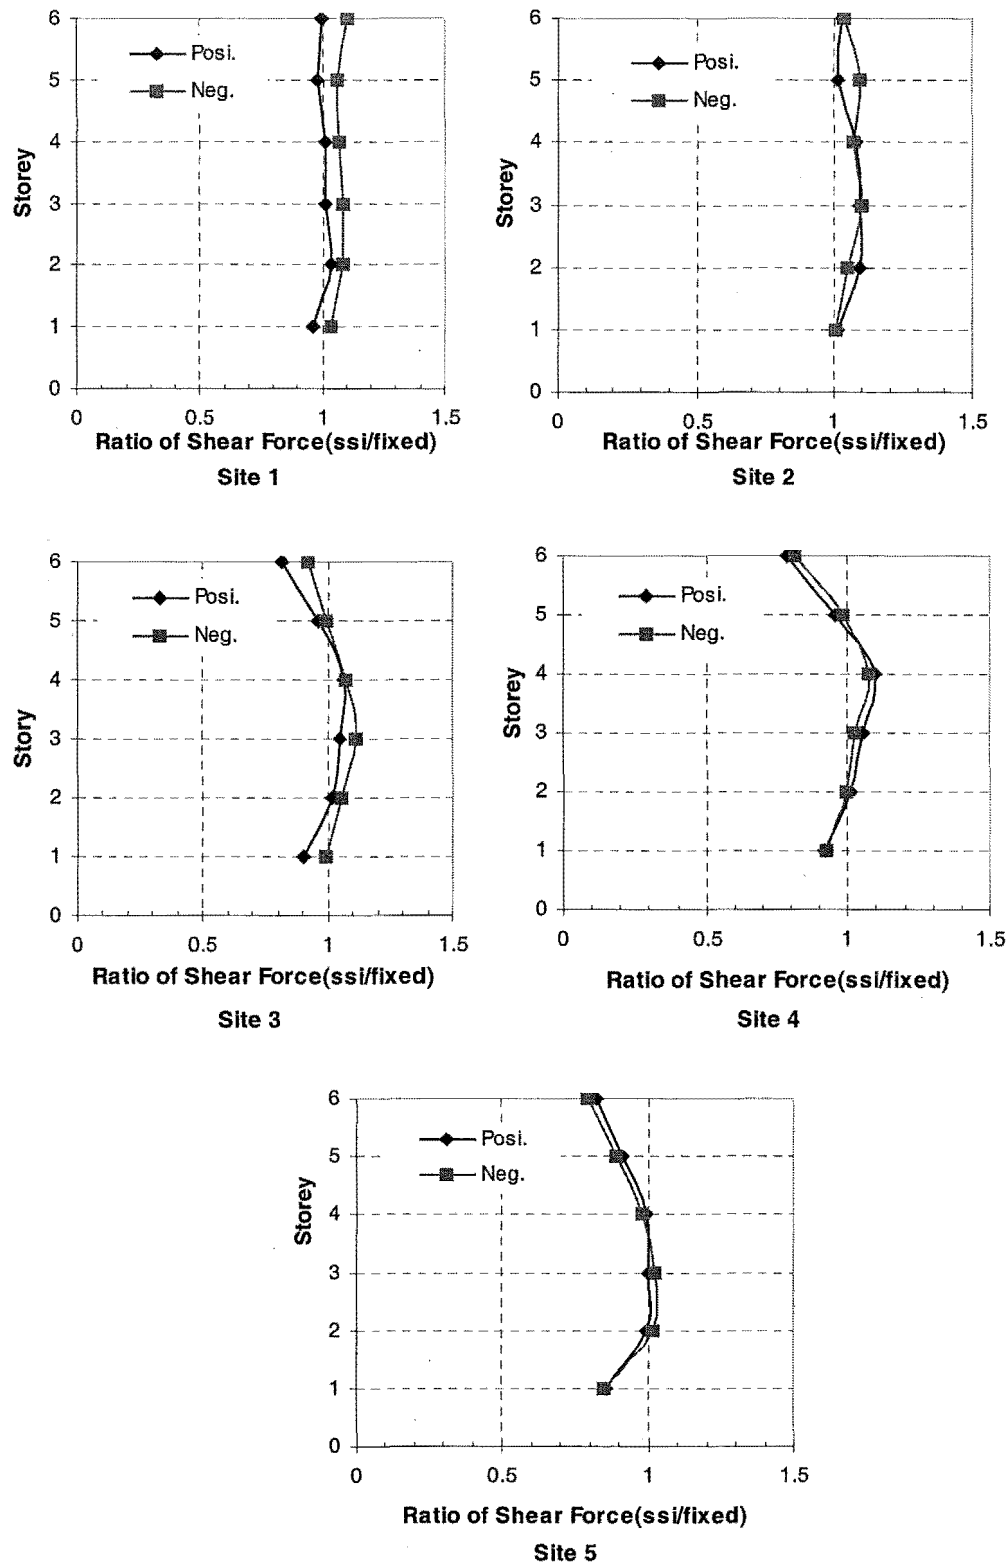 6
5
4
3
2
1
0
Storey
Posi.
Neg.
0 0.5 1 1.5
Ratio of Shear Force(ssi/fixed)
Site 1
6
5
4
3
2
1
0
Storey
Posi.
Neg.
0 0.5 1 1.5
Ratio of Shear Force(ssi/fixed)
Site 2
6
5
4
3
2
1
0
Story
Posi.
Neg.
0 0.5 1 1.5
Ratio of Shear Force(ssi/fixed)
Site 3
6
5
4
3
2
1
0
Storey
Posi.
Neg.
0 0.5 1 1.5
Ratio of Shear Force(ssi/fixed)
Site 4
6
5
4
3
2
1
0
Storey
Posi.
Neg.
0 0.5 1 1.5
Ratio of Shear Force(ssi/fixed)
Site 5